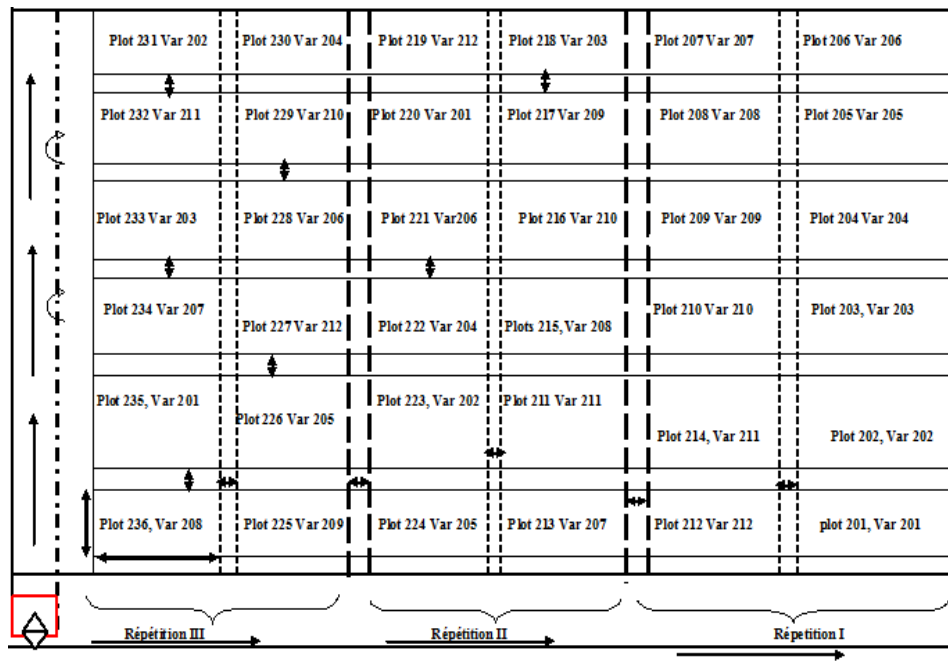 Plot 231 Var 202 Plot 230 Var 204 Plot 219 Var 212 Plot 218 Var 203 Plot 207 Var 207 Plot 206 Var 206
Plot 232 Var 211 Plot 229 Var 210 Plot 220 Var 201 Plot 217 Var 209 Plot 208 Var 208 Plot 205 Var 205
Plot 233 Var 203 Plot 228 Var 206 Plot 221 Var206 Plot 216 Var 210 Plot 209 Var 209 Plot 204 Var 204
Plot 234 Var 207 Plot 227 Var 212 Plot 222 Var 204 Plots 215, Var 208 Plot 210 Var 210 Plot 203, Var 203
Plot 235, Var 201 Plot 226 Var 205 Plot 223, Var 202 Plot 211 Var 211 Plot 214, Var 211 Plot 202, Var 202
Plot 236, Var 208 Plot 225 Var 209 Plot 224 Var 205 Plot 213 Var 207 Plot 212 Var 212 plot 201, Var 201
Répétition III Répétition II Répetition I